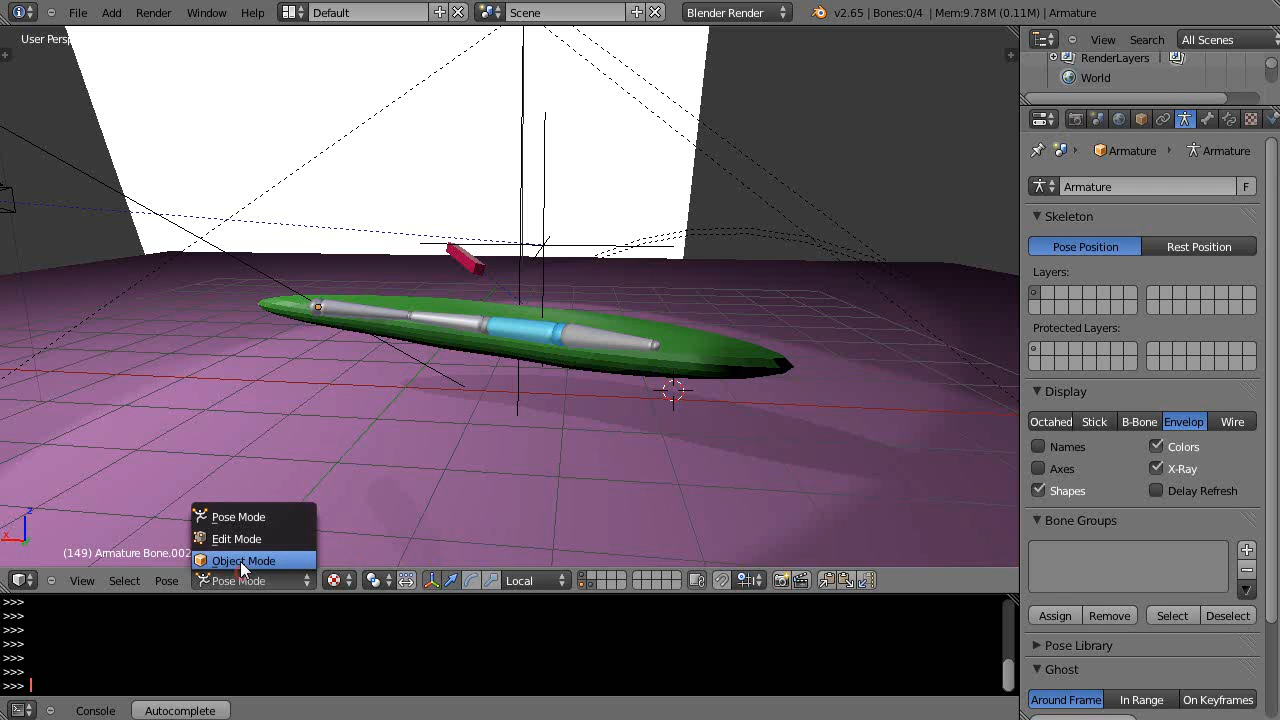 File Add Render Window Help Default Scene Blender Render v2.65 | Bones:0/4 | Mem:9.78M (0.11M) | Armature
User Persp
View Search All Scenes
RenderLayers
World
Armature Armature
Armature F
Skeleton
Pose Position Rest Position
Layers:
Protected Layers:
Display
Octahed Stick B-Bone Envelop Wire
Names Colors
Axes X-Ray
Shapes Delay Refresh
Bone Groups
Assign Remove Select Deselect
Pose Library
Ghost
Around Frame In Range On Keyframes
z
x
Pose Mode
Edit Mode
Object Mode
(149) Armature Bone.002
View Select Pose Pose Mode Local
>>>
>>>
>>>
>>>
>>>
>>>
>>>
Console Autocomplete